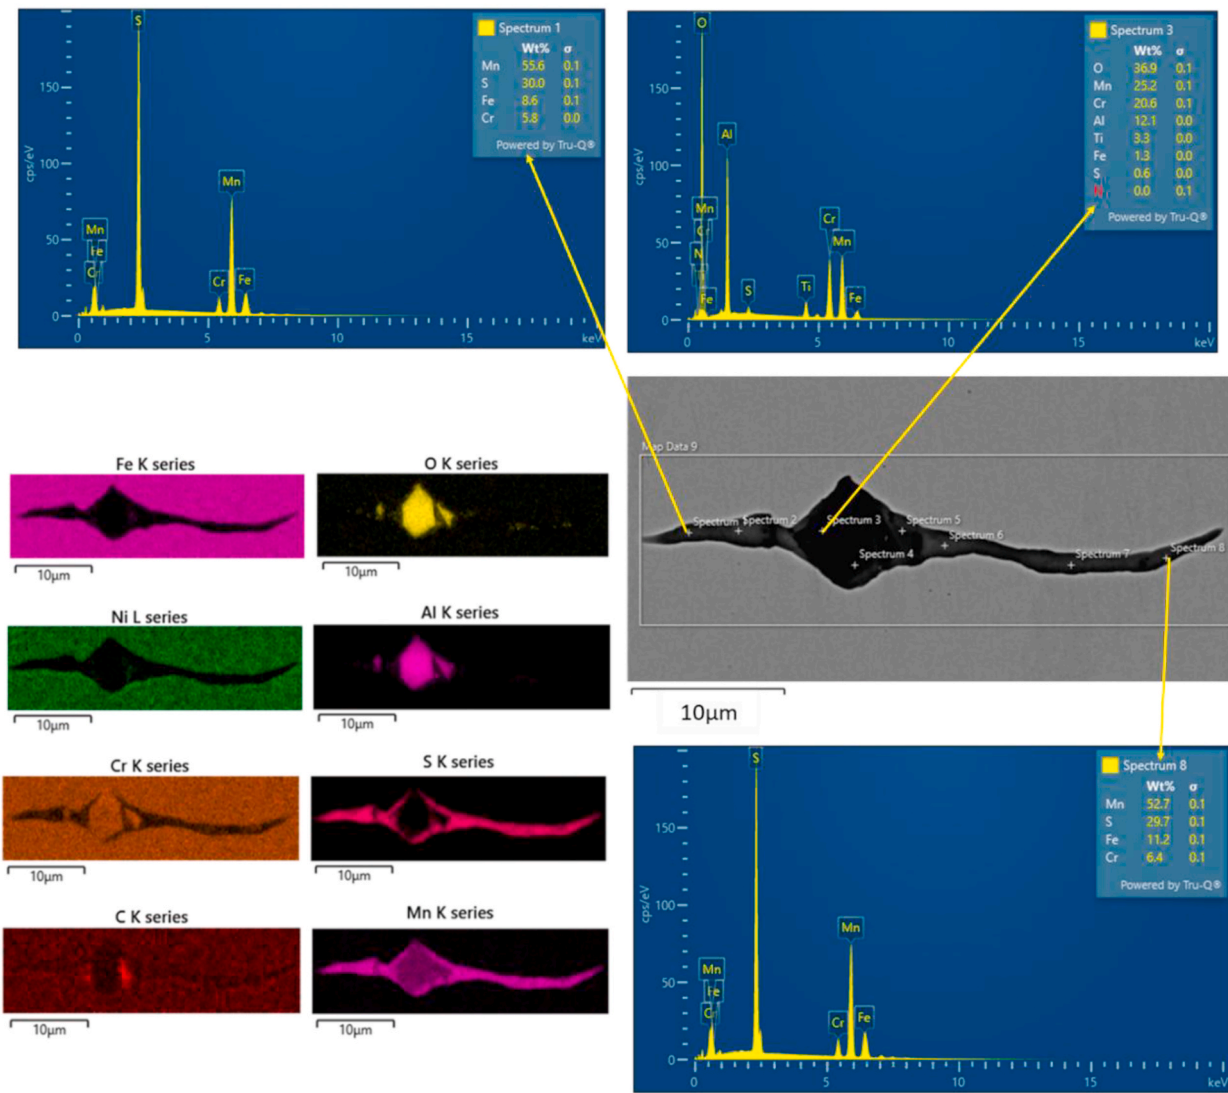 S
Spectrum 1
Wt% σ
Mn 55.6 0.1
S 30.0 0.1
Fe 8.6 0.1
Cr 5.8 0.0
Powered by Tru-Q®
150
100
50
0
cps/eV
Mn
Fe
Mn
Cr
Fe
0 5 10 15 keV
O
Spectrum 3
Wt% σ
O 36.9 0.1
Mn 25.2 0.1
Cr 20.6 0.1
Al 12.1 0.0
Ti 3.3 0.0
Fe 1.3 0.0
S 0.6 0.0
N 0.0 0.1
Powered by Tru-Q®
150
100
50
0
cps/eV
Al
Mn
Cr
N
Fe
S
Ti
Cr
Mn
Fe
0 5 10 15 keV
Map Data 9
Spectrum 1
Spectrum 2
Spectrum 3
Spectrum 4
Spectrum 5
Spectrum 6
Spectrum 7
Spectrum 8
10μm
Fe K series
10μm
O K series
10μm
Ni L series
10μm
Al K series
10μm
Cr K series
10μm
S K series
10μm
C K series
10μm
Mn K series
10μm
S
Spectrum 8
Wt% σ
Mn 52.7 0.1
S 29.7 0.1
Fe 11.2 0.1
Cr 6.4 0.1
Powered by Tru-Q®
150
100
50
0
cps/eV
Mn
Fe
Mn
Cr
Fe
0 5 10 15 20 keV